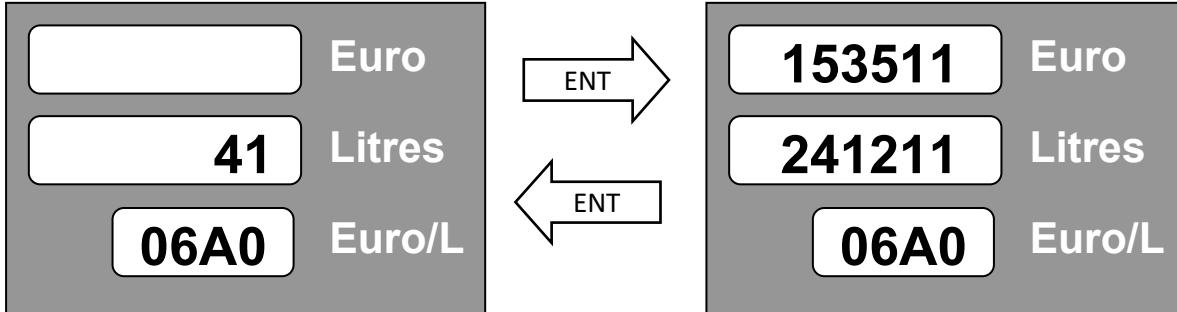 Euro
41 Litres
06A0 Euro/L
ENT
ENT
153511 Euro
241211 Litres
06A0 Euro/L